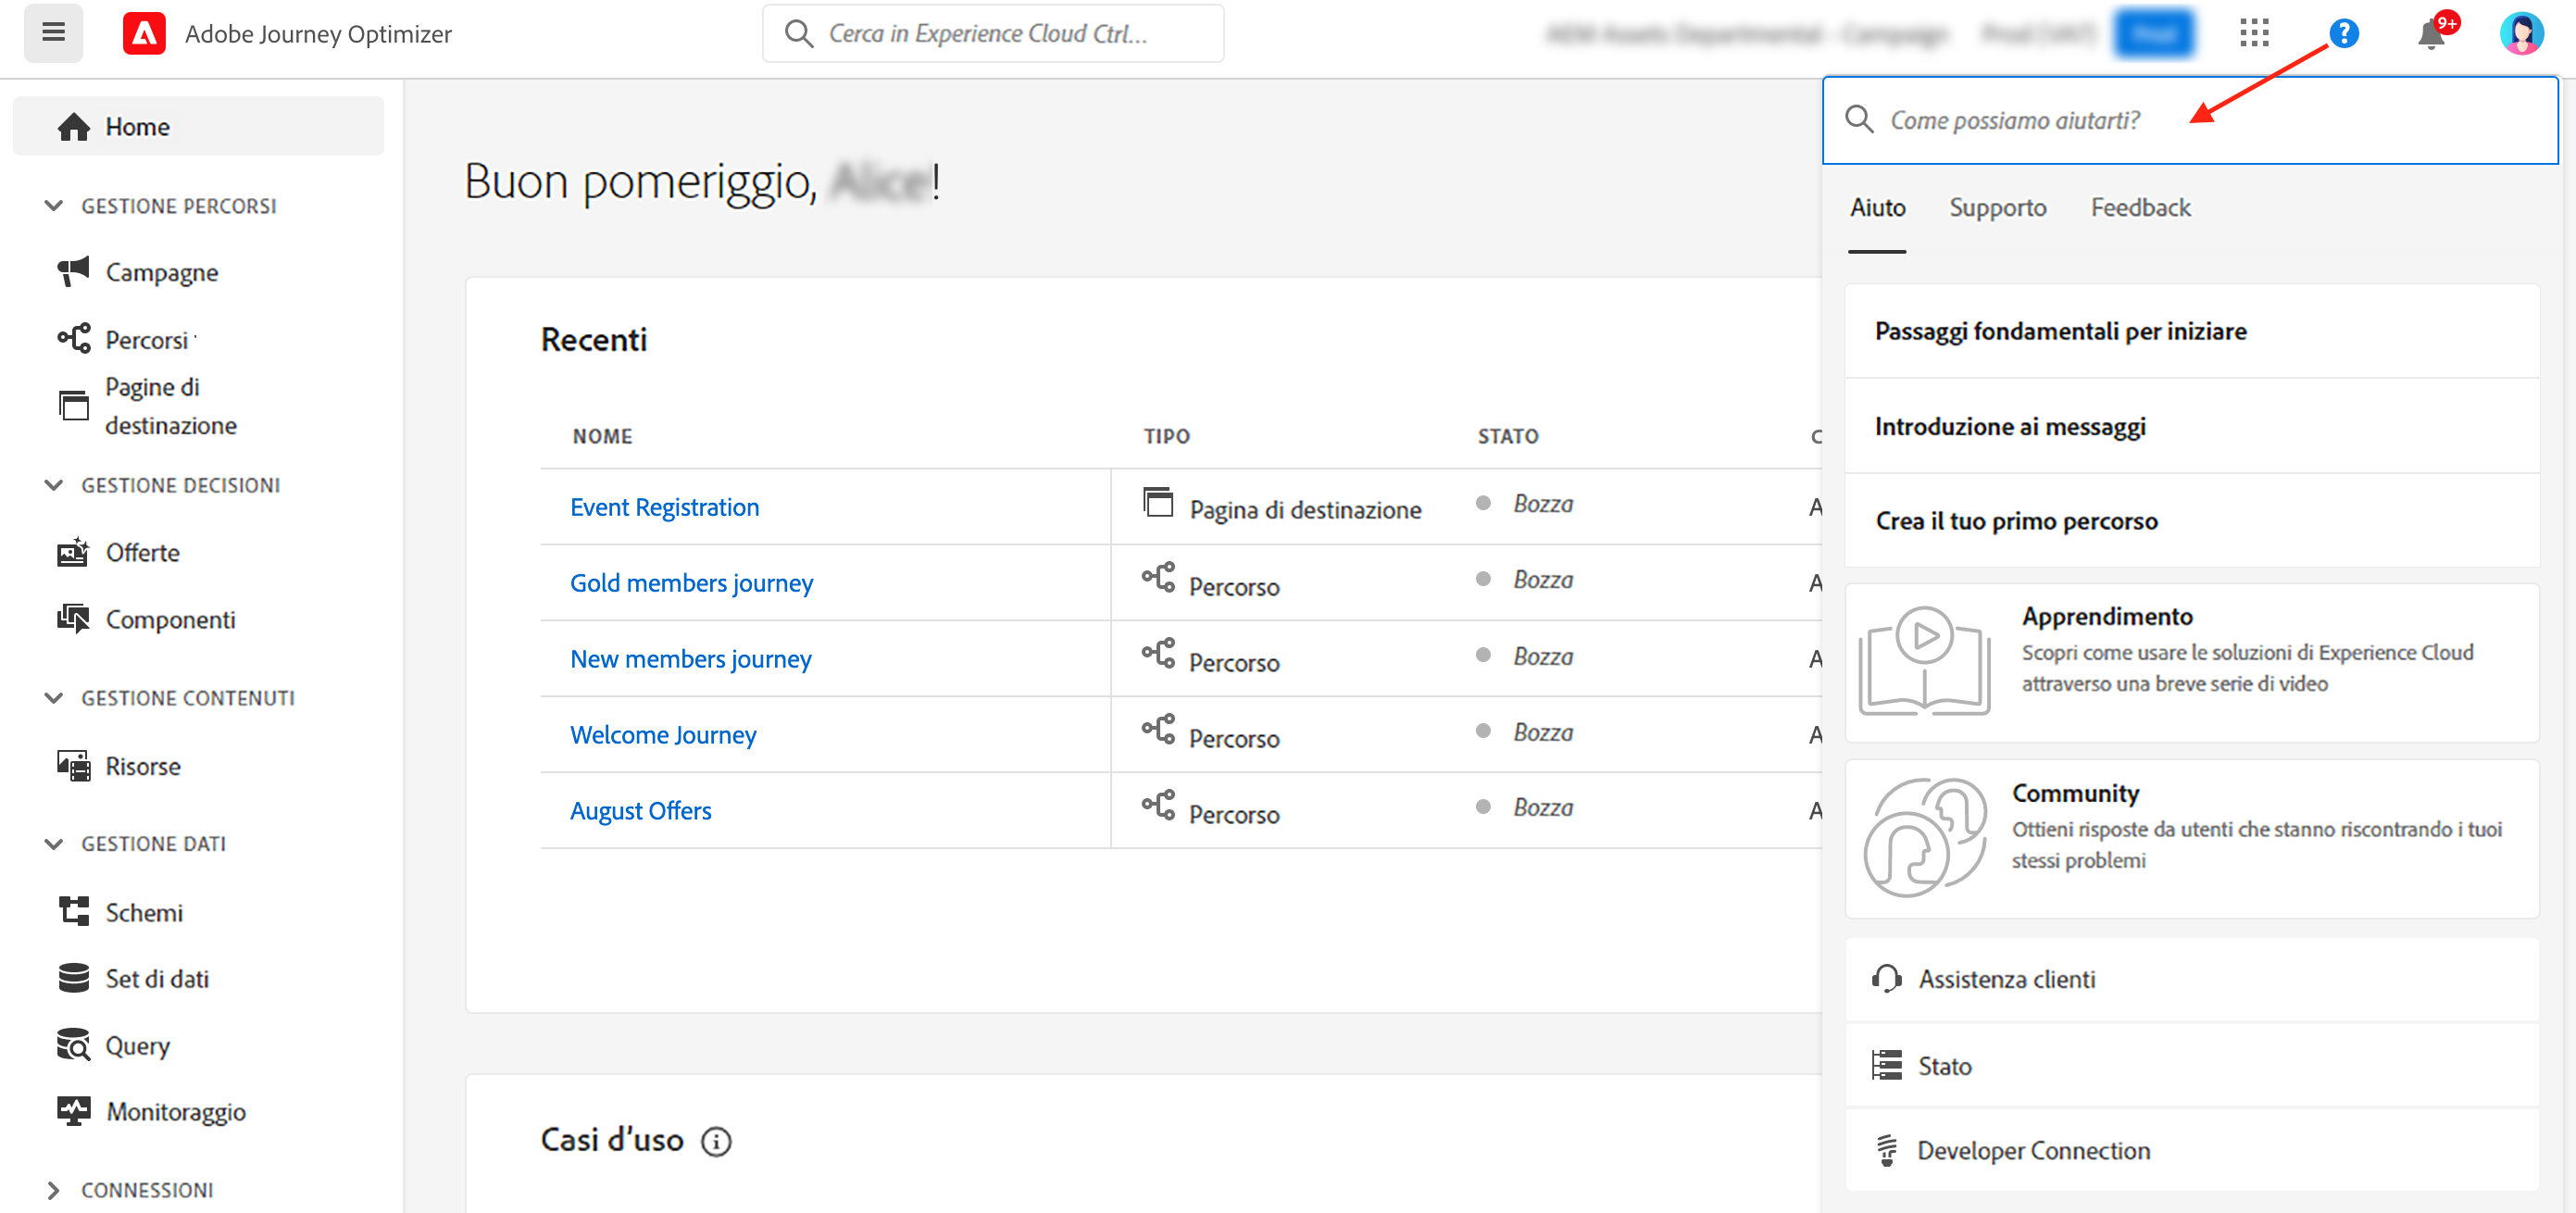 Adobe Journey Optimizer
Cerca in Experience Cloud Ctrl...
?
9+
Home
GESTIONE PERCORSI
Campagne
Percorsi
Pagine di
destinazione
GESTIONE DECISIONI
Offerte
Componenti
GESTIONE CONTENUTI
Risorse
GESTIONE DATI
Schemi
Set di dati
Query
Monitoraggio
CONNESSIONI
Buon pomeriggio, Alice!
Recenti
NOME TIPO STATO C
Event Registration Pagina di destinazione Bozza A
Gold members journey Percorso Bozza A
New members journey Percorso Bozza A
Welcome Journey Percorso Bozza A
August Offers Percorso Bozza A
Casi d'uso
Come possiamo aiutarti?
Aiuto Supporto Feedback
Passaggi fondamentali per iniziare
Introduzione ai messaggi
Crea il tuo primo percorso
Apprendimento
Scopri come usare le soluzioni di Experience Cloud
attraverso una breve serie di video
Community
Ottieni risposte da utenti che stanno riscontrando i tuoi
stessi problemi
Assistenza clienti
Stato
Developer Connection